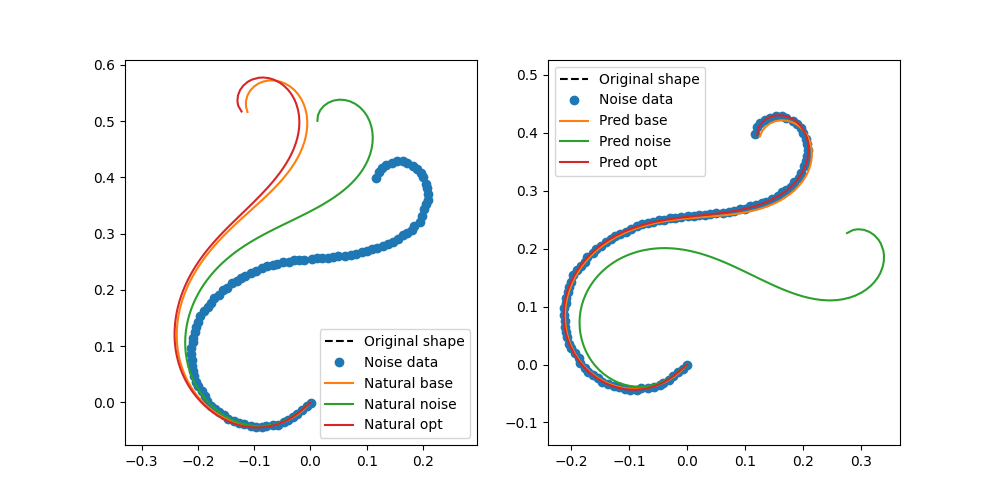 0.6
0.5
0.4
0.3
0.2
0.1
0.0
−0.3 −0.2 −0.1 0.0 0.1 0.2
Original shape
Noise data
Natural base
Natural noise
Natural opt
0.5
0.4
0.3
0.2
0.1
0.0
−0.1
−0.2 −0.1 0.0 0.1 0.2 0.3
Original shape
Noise data
Pred base
Pred noise
Pred opt